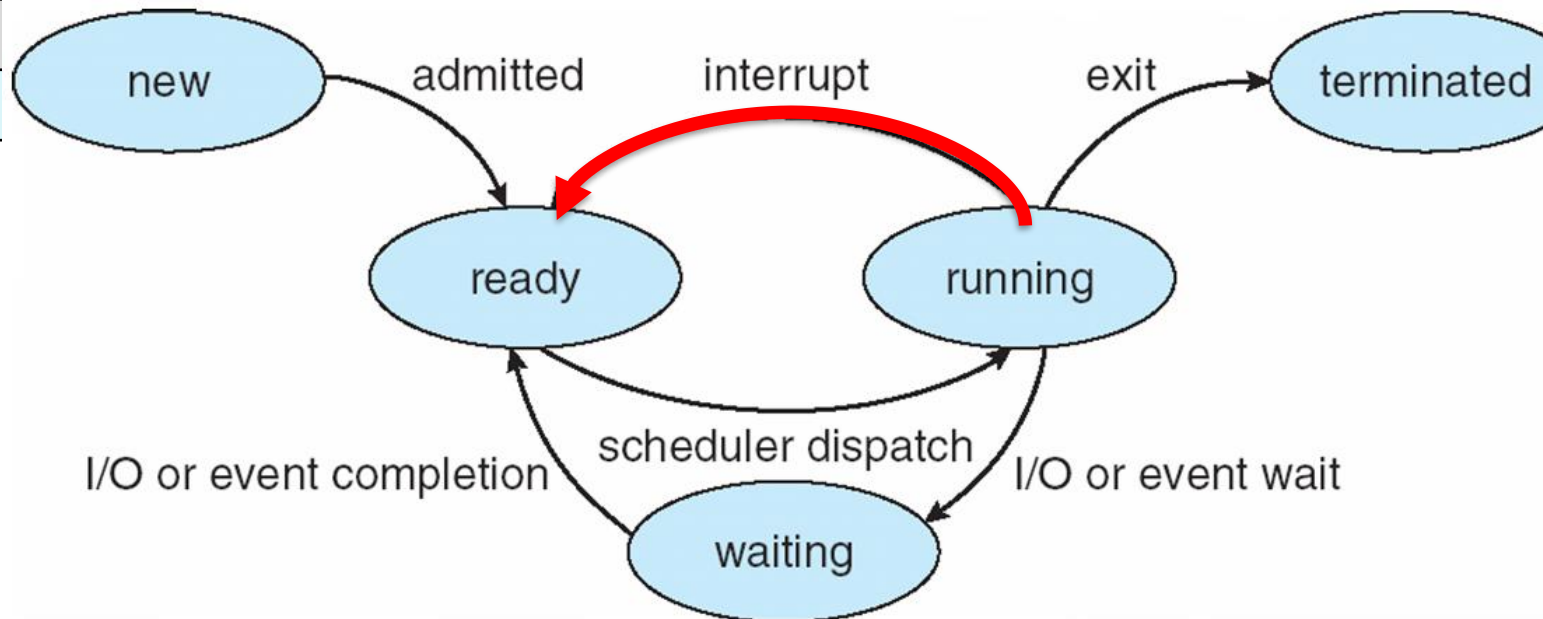 new
admitted
interrupt
exit
terminated
ready
running
scheduler dispatch
I/O or event completion
I/O or event wait
waiting